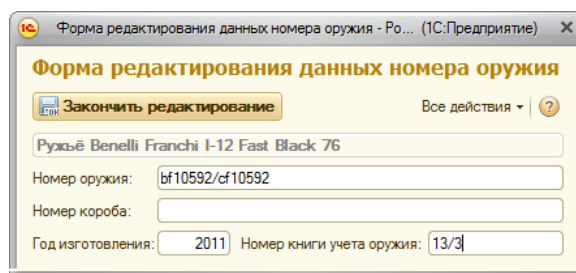 Форма редактирования данных номера оружия - Ро... (1С:Предприятие)
Форма редактирования данных номера оружия
Закончить редактирование Все действия
Ружьё Benelli Franchi I-12 Fast Black 76
Номер оружия: bf10592/cf10592
Номер короба:
Год изготовления: 2011 Номер книги учета оружия: 13/3